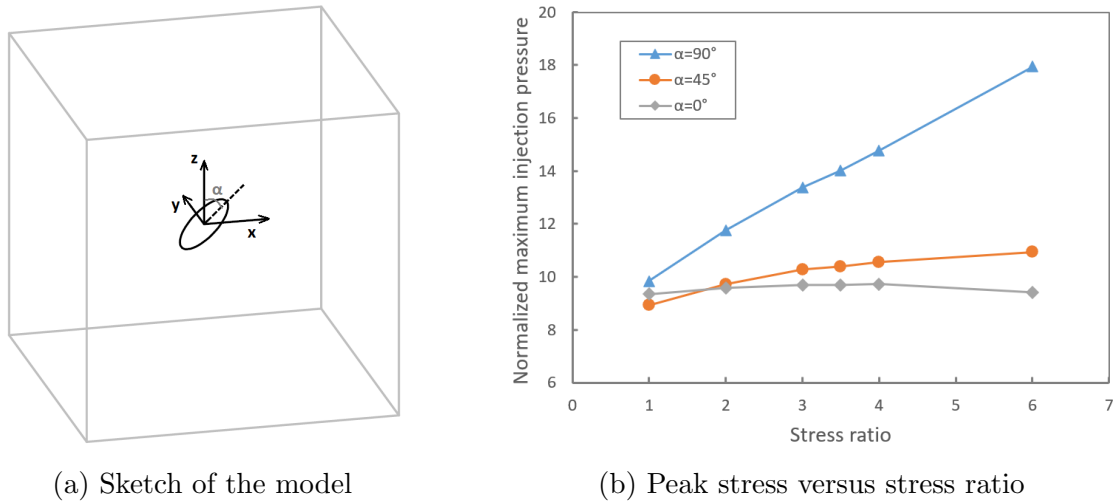 z
α
y
x
Normalized maximum injection pressure
20
18
16
14
12
10
8
6
α=90°
α=45°
α=0°
0 1 2 3 4 5 6 7
Stress ratio
(a) Sketch of the model
(b) Peak stress versus stress ratio